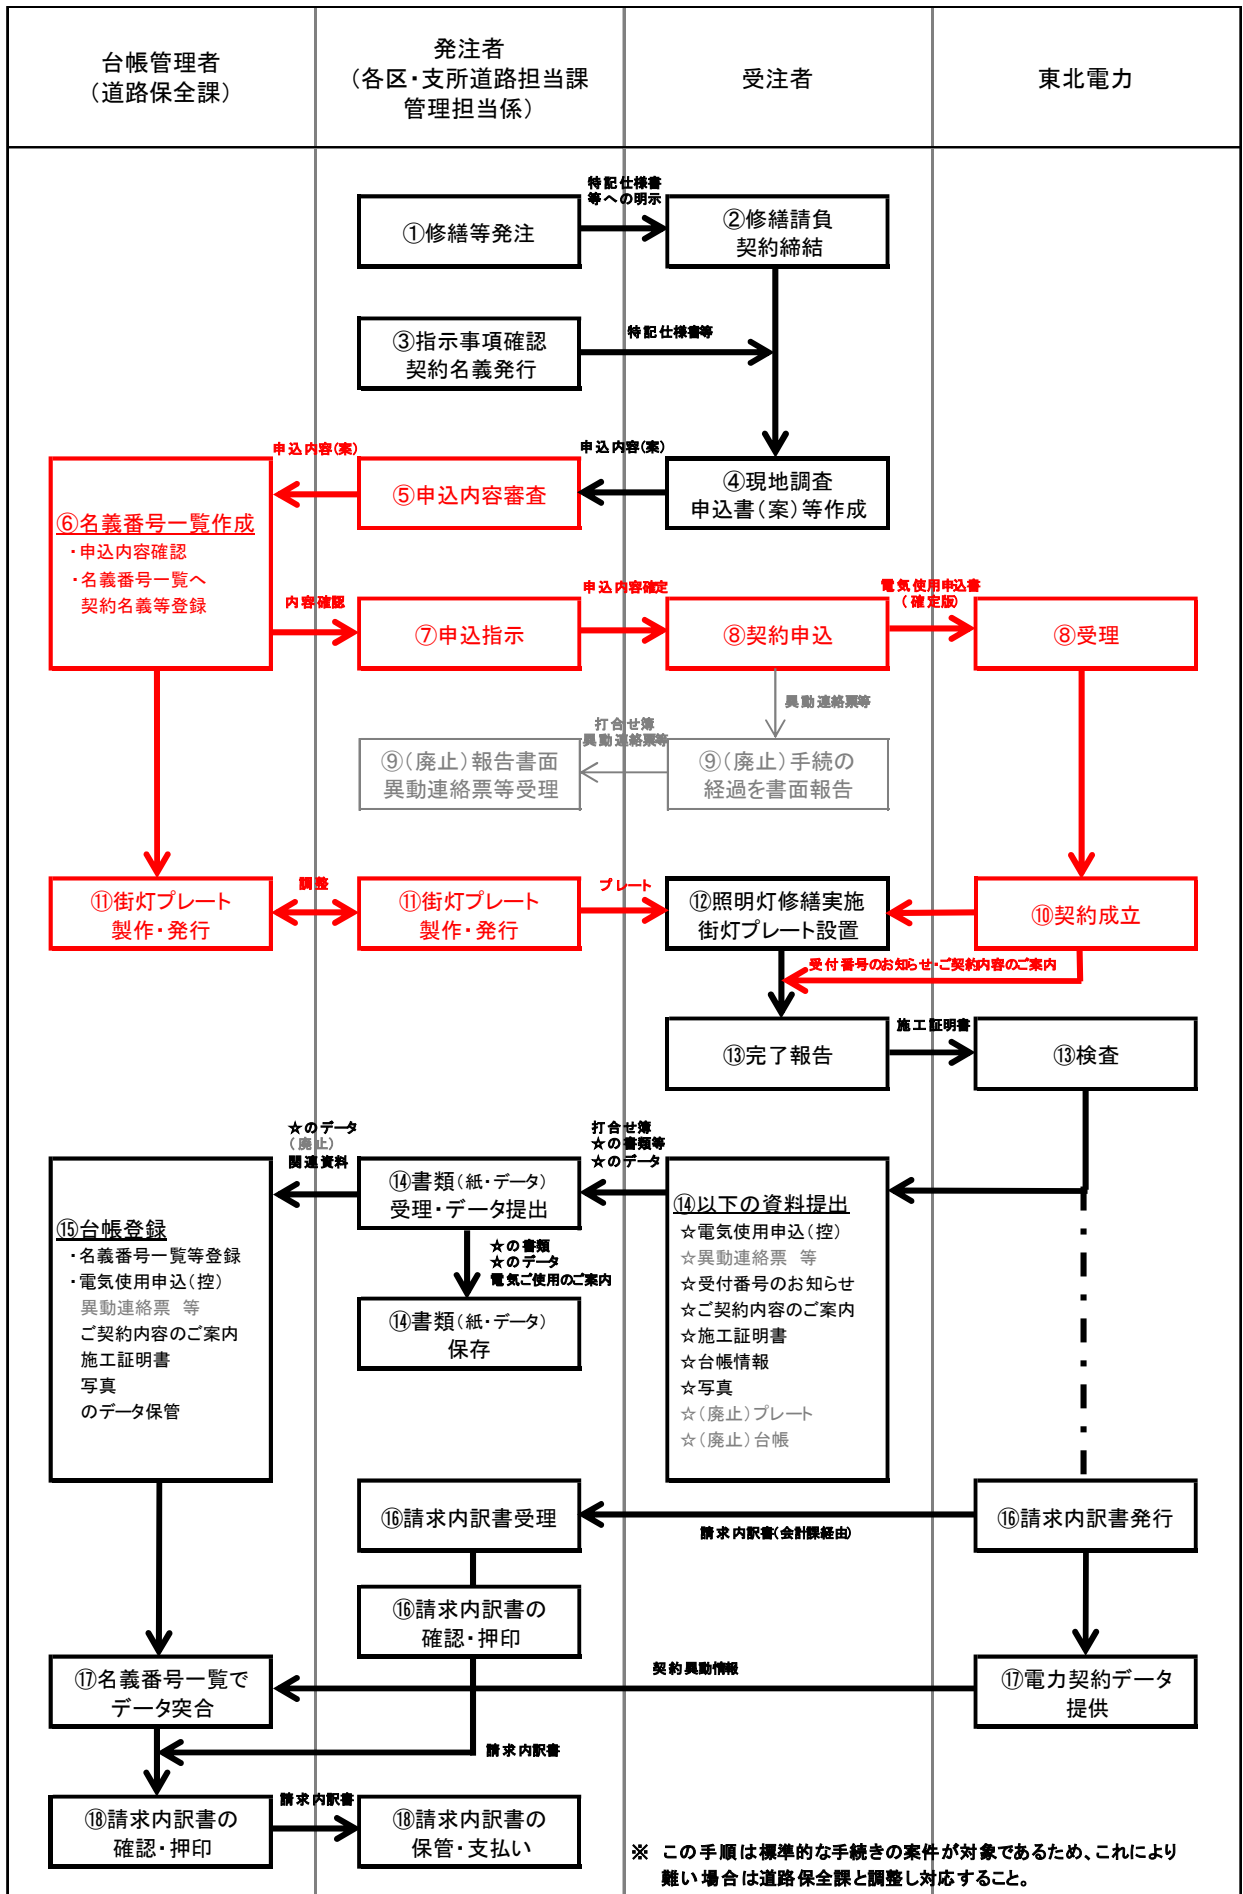 台帳管理者
（道路保全課）
発注者
（各区・支所道路担当課
管理担当係）
受注者
東北電力
特記仕様書
等への明示
①修繕等発注
②修繕請負
契約締結
③指示事項確認
契約名義発行
特記仕様書等
申込内容(案)
申込内容(案)
④現地調査
申込書（案）等作成
⑤申込内容審査
⑥名義番号一覧作成
・申込内容確認
・名義番号一覧へ
契約名義等登録
内容確認
⑦申込指示
申込内容確定
⑧契約申込
電気使用申込書
（確定版）
⑧受理
異動連絡票等
打合せ簿
異動連絡票等
⑨（廃止）報告書面
異動連絡票等受理
⑨（廃止）手続の
経過を書面報告
⑪街灯プレート
製作・発行
調整
⑪街灯プレート
製作・発行
プレート
⑫照明灯修繕実施
街灯プレート設置
⑩契約成立
受付番号のお知らせ・ご契約内容のご案内
⑬完了報告
施工証明書
⑬検査
☆のデータ
（廃止）
関連資料
打合せ簿
☆の書類等
☆のデータ
⑭書類(紙・データ)
受理・データ提出
⑭以下の資料提出
☆電気使用申込（控）
☆異動連絡票　等
☆受付番号のお知らせ
☆ご契約内容のご案内
☆施工証明書
☆台帳情報
☆写真
☆（廃止）プレート
☆（廃止）台帳
⑮台帳登録
・名義番号一覧等登録
・電気使用申込（控）
異動連絡票　等
ご契約内容のご案内
施工証明書
写真
のデータ保管
☆の書類
☆のデータ
電気ご使用のご案内
⑭書類(紙・データ)
保存
⑯請求内訳書受理
請求内訳書(会計課経由)
⑯請求内訳書発行
⑯請求内訳書の
確認・押印
⑰名義番号一覧で
データ突合
契約異動情報
⑰電力契約データ
提供
請求内訳書
⑱請求内訳書の
確認・押印
請求内訳書
⑱請求内訳書の
保管・支払い
※　この手順は標準的な手続きの案件が対象であるため、これにより
難い場合は道路保全課と調整し対応すること。